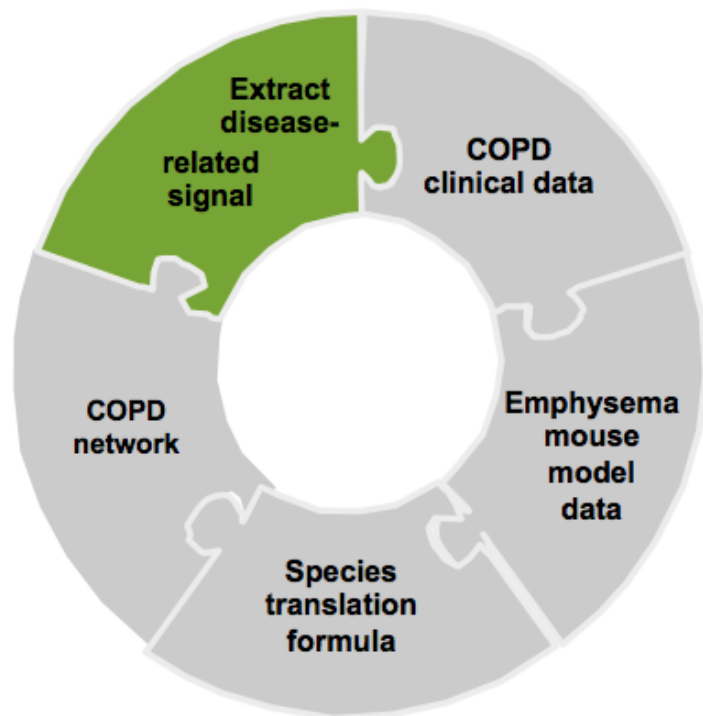 Extract
disease-
related
signal
COPD
clinical data
Emphysema
mouse
model
data
Species
translation
formula
COPD
network